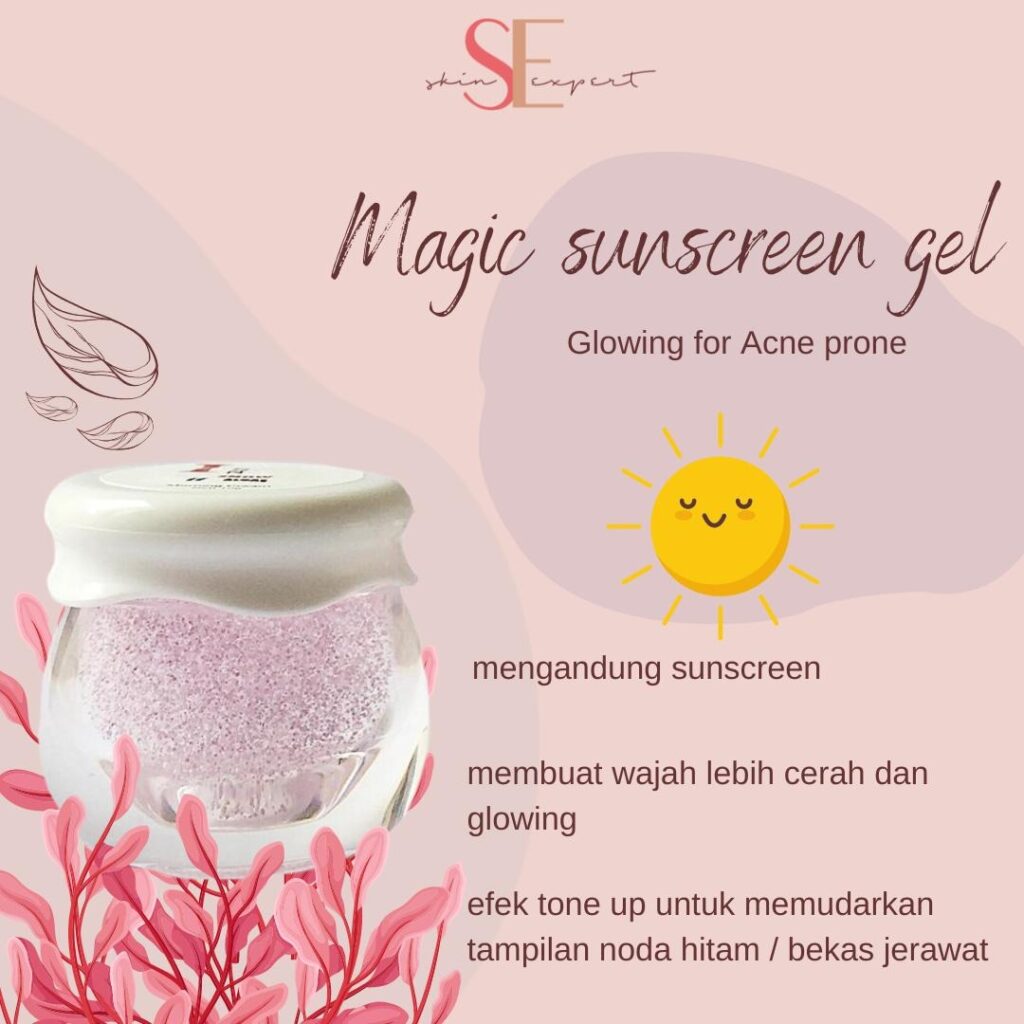 SE
skin expert
Magic sunscreen gel
Glowing for Acne prone
mengandung sunscreen
membuat wajah lebih cerah dan
glowing
efek tone up untuk memudarkan
tampilan noda hitam / bekas jerawat